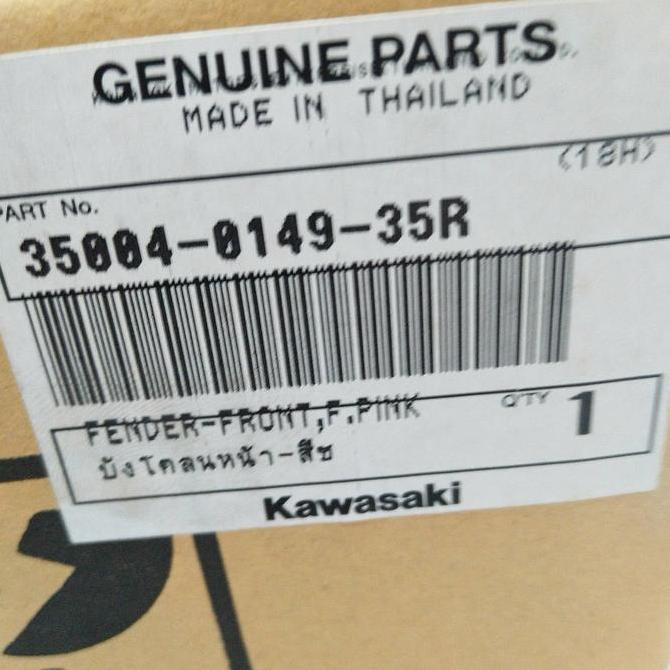 GENUINE PARTS
MADE IN THAILAND
(18H)
PART No.
35004-0149-35R
FENDER-FRONT,F.PINK
บังโคลนหน้า-สีช
QTY 1
Kawasaki